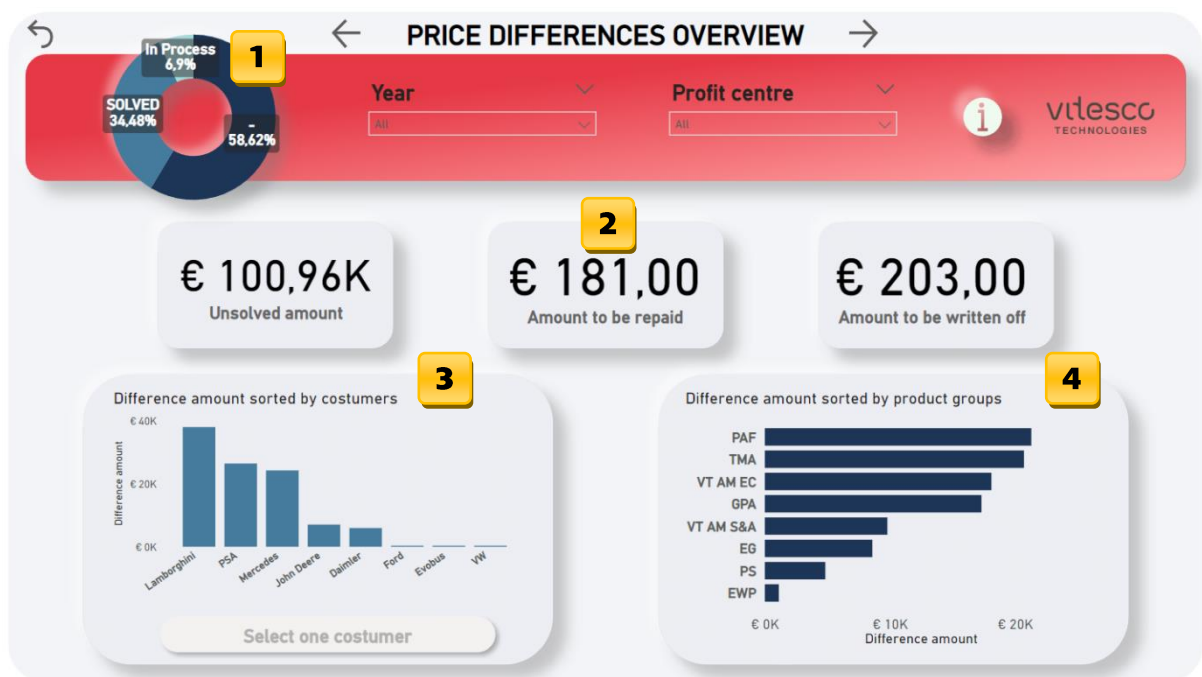 PRICE DIFFERENCES OVERVIEW
In Process
6,9%
1
SOLVED
34,48%
-
58,62%
Year
All
Profit centre
All
i
vitesco
TECHNOLOGIES
2
€ 100,96K
Unsolved amount
€ 181,00
Amount to be repaid
€ 203,00
Amount to be written off
3
Difference amount sorted by costumers
€ 40K
€ 20K
€ 0K
Difference amount
Lamborghini
PSA
Mercedes
John Deere
Daimler
Ford
Evobus
VW
Select one costumer
4
Difference amount sorted by product groups
PAF
TMA
VT AM EC
GPA
VT AM S&A
EG
PS
EWP
€ 0K
€ 10K
€ 20K
Difference amount